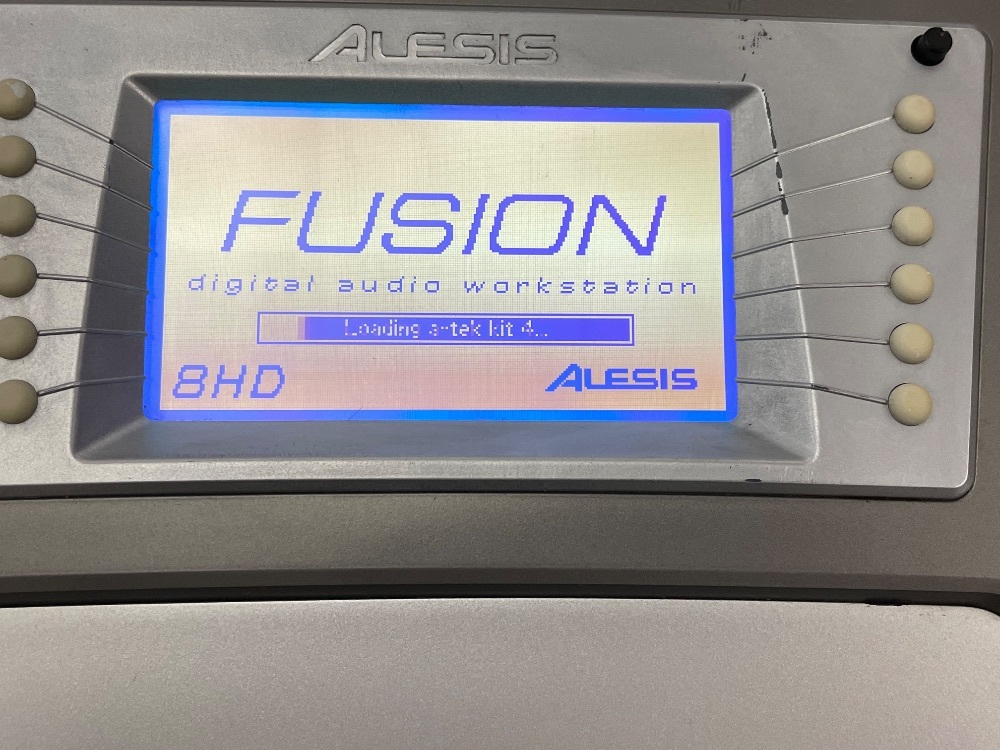 ALESIS
FUSION
digital audio workstation
Loading a-tek kit 4...
8HD
ALESIS